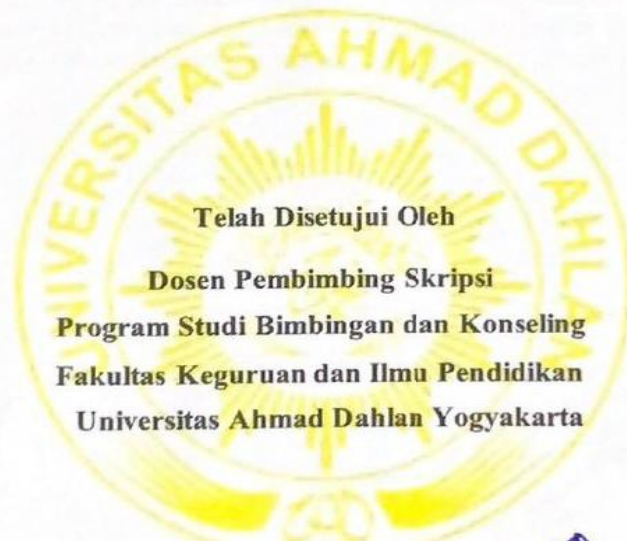 UNIVERSITAS AHMAD DAHLAN
Telah Disetujui Oleh
Dosen Pembimbing Skripsi
Program Studi Bimbingan dan Konseling
Fakultas Keguruan dan Ilmu Pendidikan
Universitas Ahmad Dahlan Yogyakarta